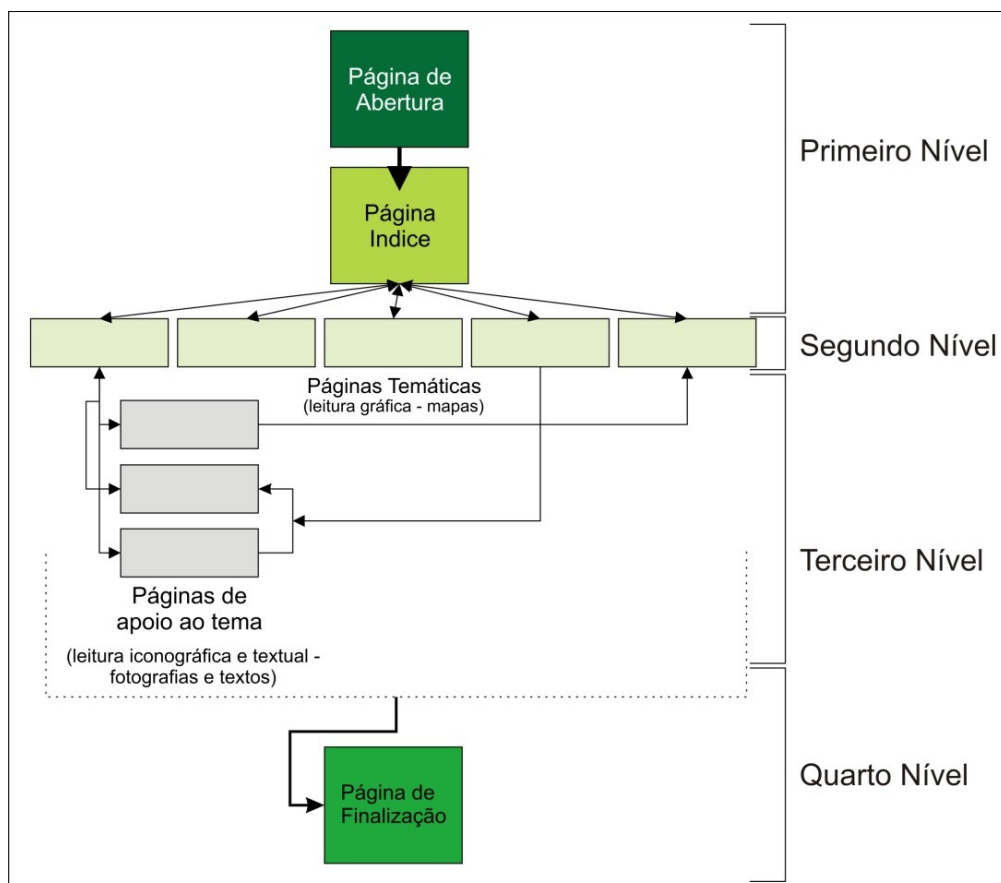 Página de
Abertura
Primeiro Nível
Página
Indice
Segundo Nível
Páginas Temáticas
(leitura gráfica - mapas)
Terceiro Nível
Páginas de
apoio ao tema
(leitura iconográfica e textual -
fotografias e textos)
Quarto Nível
Página de
Finalização